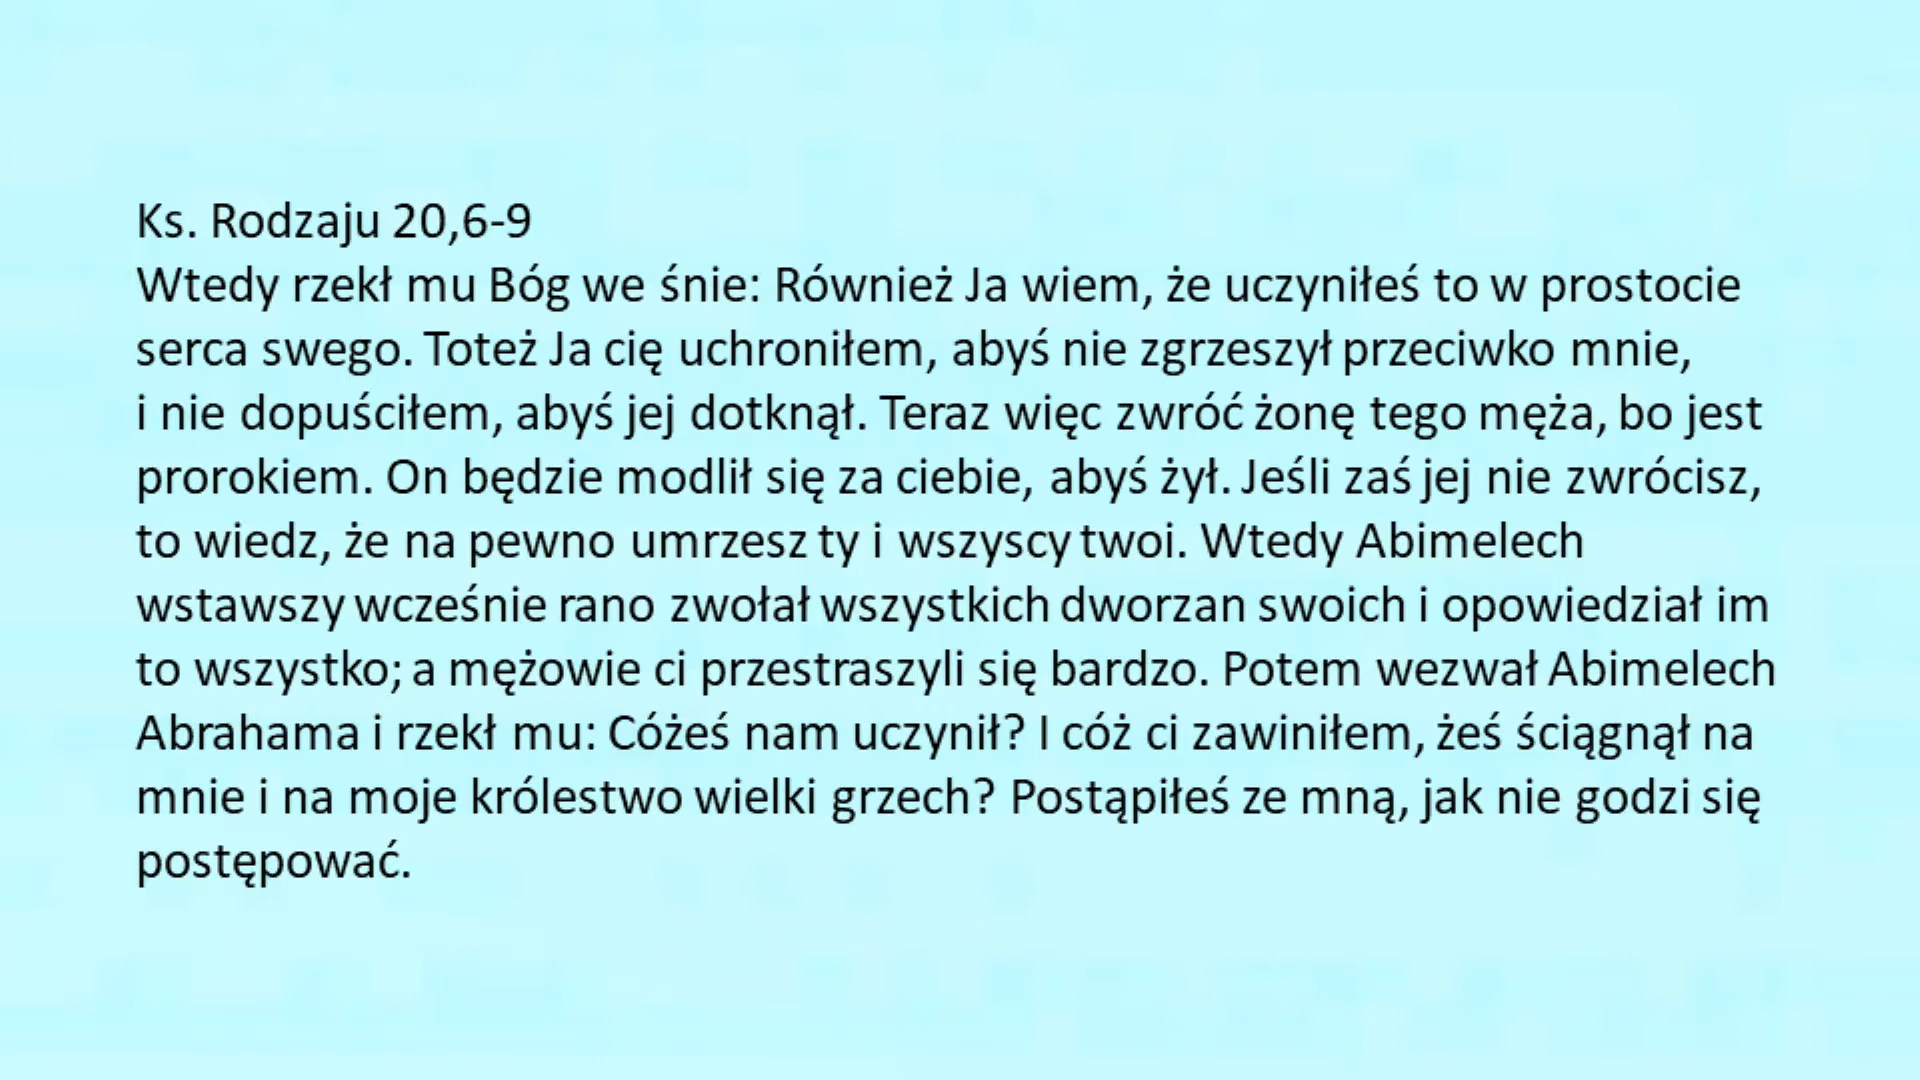 Ks. Rodzaju 20,6-9
Wtedy rzekł mu Bóg we śnie: Również Ja wiem, że uczyniłeś to w prostocie
serca swego. Toteż Ja cię uchroniłem, abyś nie zgrzeszył przeciwko mnie,
i nie dopuściłem, abyś jej dotknął. Teraz więc zwróć żonę tego męża, bo jest
prorokiem. On będzie modlił się za ciebie, abyś żył. Jeśli zaś jej nie zwrócisz,
to wiedz, że na pewno umrzesz ty i wszyscy twoi. Wtedy Abimelech
wstawszy wcześnie rano zwołał wszystkich dworzan swoich i opowiedział im
to wszystko; a mężowie ci przestraszyli się bardzo. Potem wezwał Abimelech
Abrahama i rzekł mu: Cóżeś nam uczynił? I cóż ci zawiniłem, żeś ściągnął na
mnie i na moje królestwo wielki grzech? Postąpiłeś ze mną, jak nie godzi się
postępować.